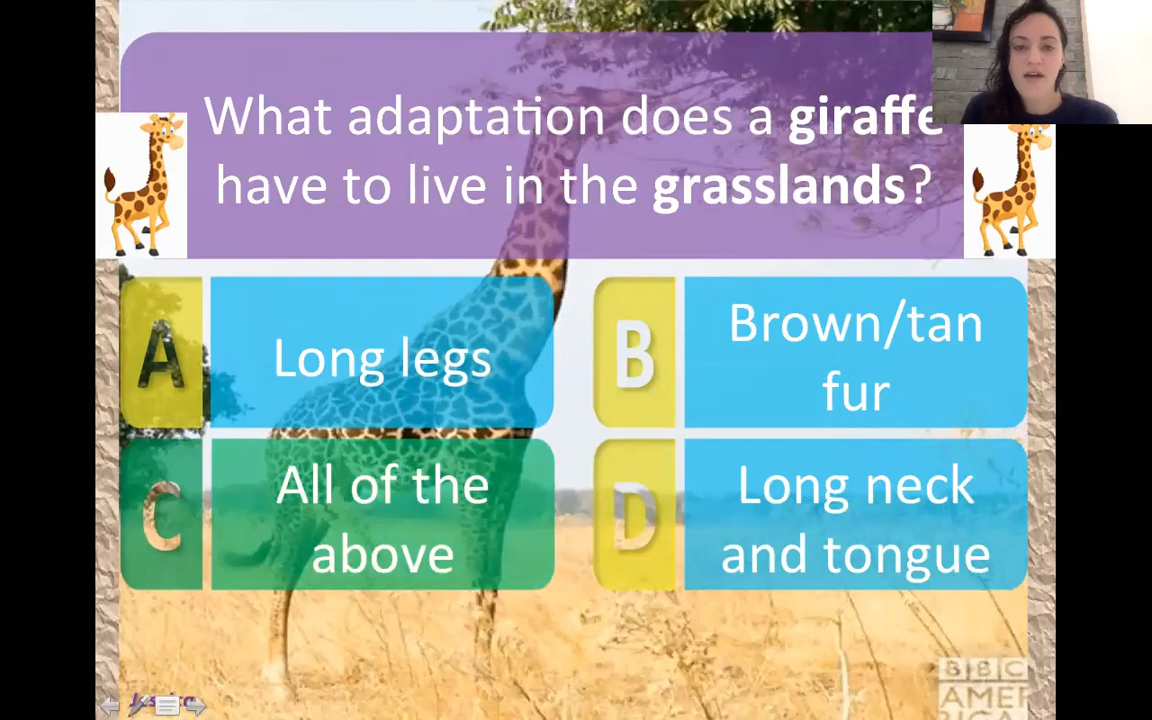 What adaptation does a giraffe
have to live in the grasslands?
A
Long legs
B
Brown/tan
fur
C
All of the
above
D
Long neck
and tongue
BBC
AMERICA